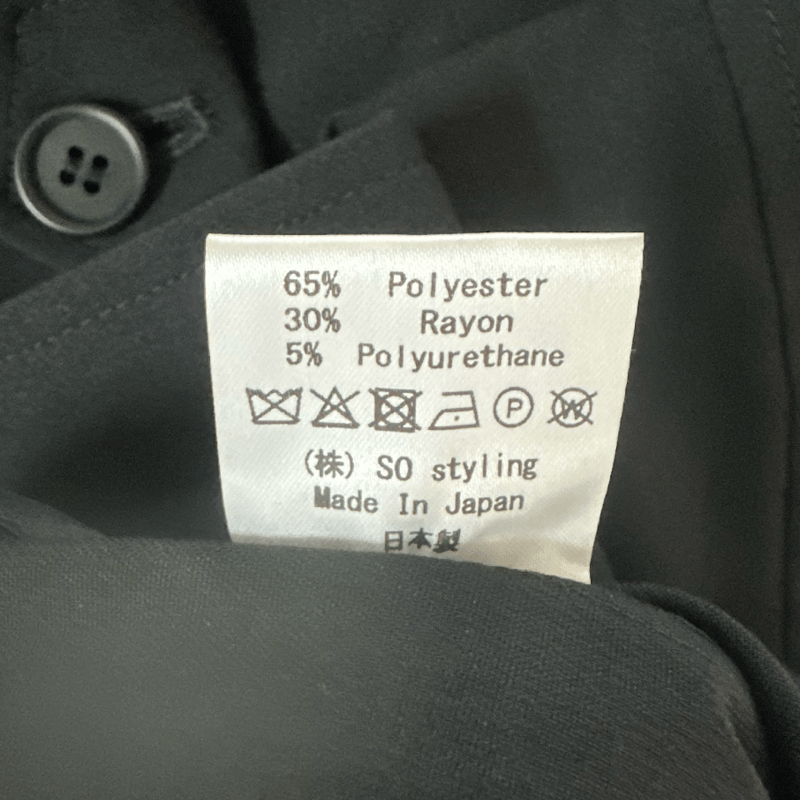 65% Polyester
30% Rayon
5% Polyurethane
P W
(株) SO styling
Made In Japan
日本製